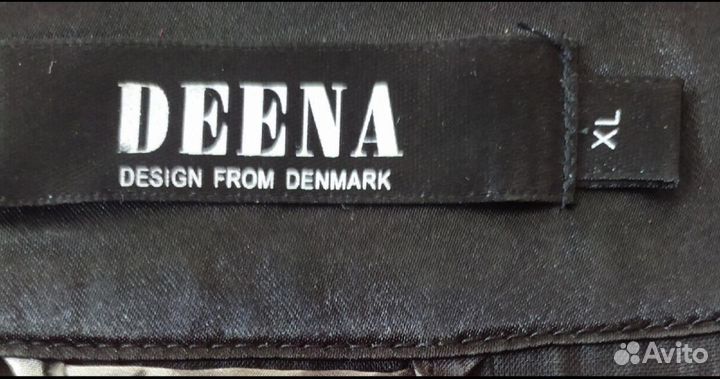 DEENA
DESIGN FROM DENMARK
XL
Avito